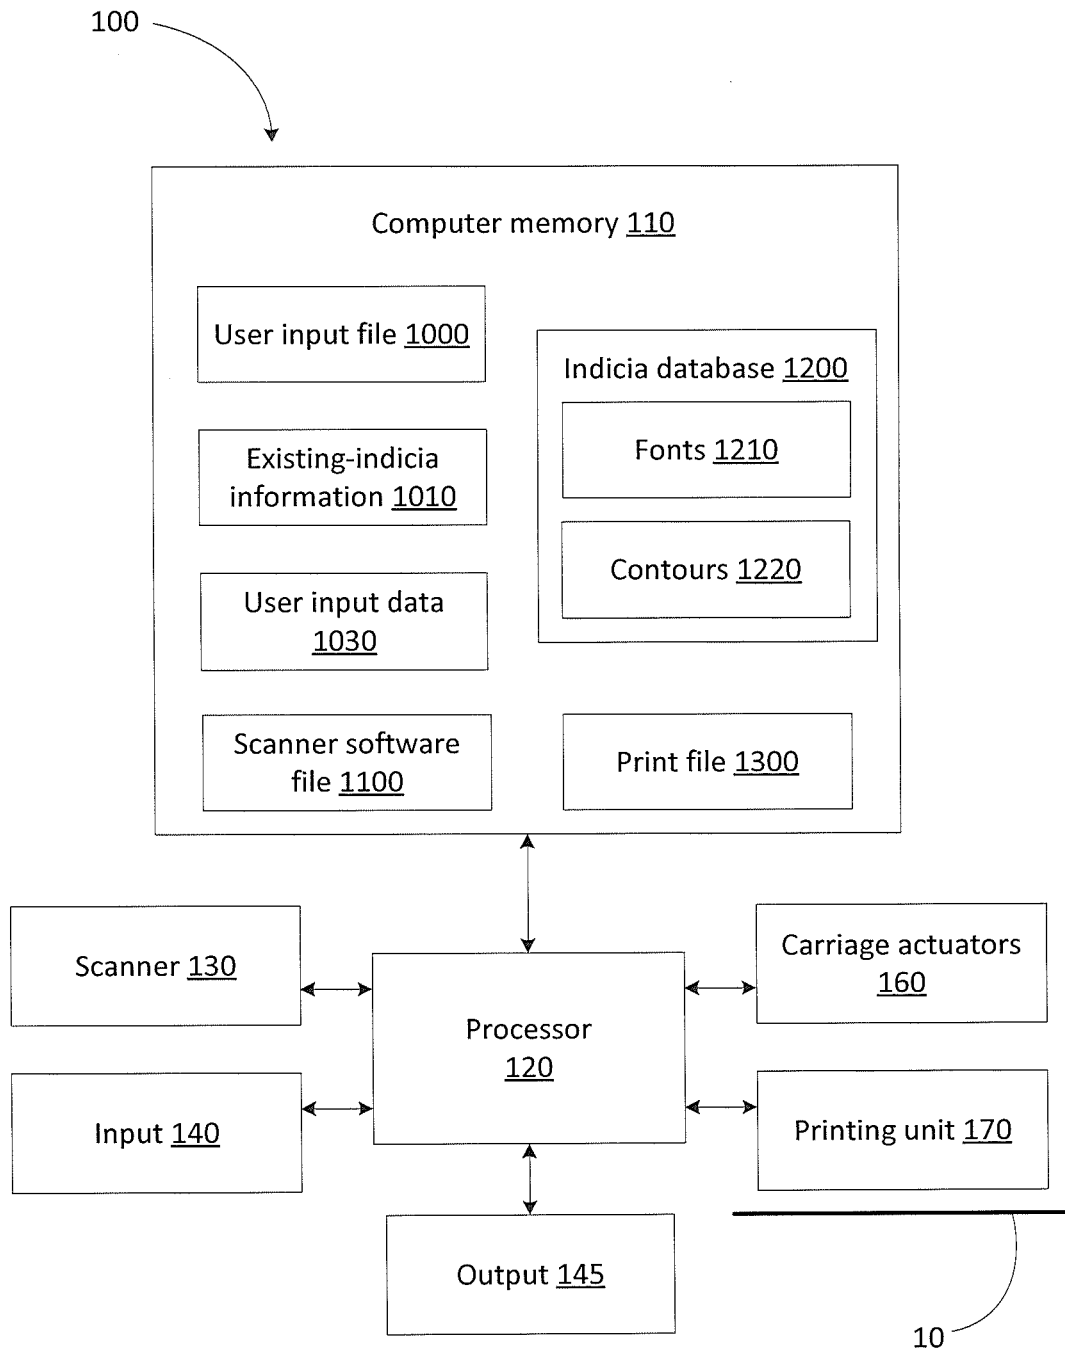 100
Computer memory 110
User input file 1000
Indicia database 1200
Fonts 1210
Existing-indicia
information 1010
Contours 1220
User input data
1030
Scanner software
file 1100
Print file 1300
Scanner 130
Carriage actuators
160
Processor
120
Input 140
Printing unit 170
Output 145
10